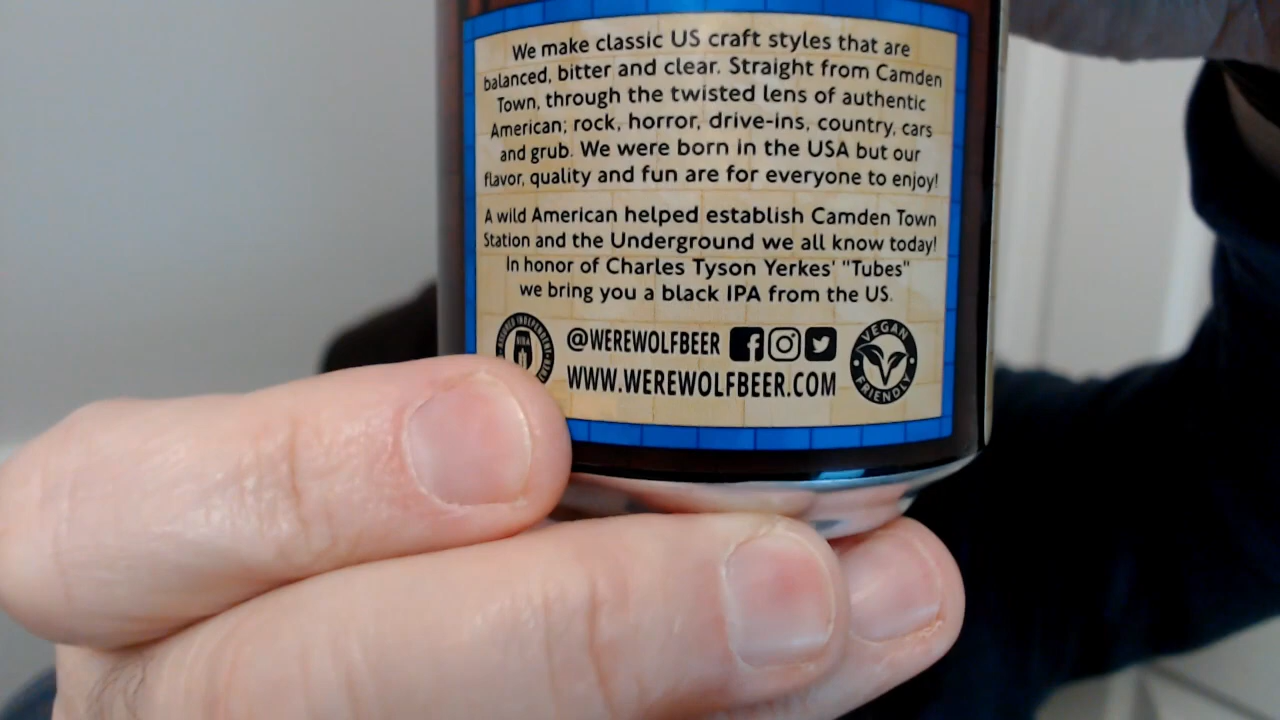 We make classic US craft styles that are
balanced, bitter and clear. Straight from Camden
Town, through the twisted lens of authentic
American; rock, horror, drive-ins, country, cars
and grub. We were born in the USA but our
flavor, quality and fun are for everyone to enjoy!
A wild American helped establish Camden Town
Station and the Underground we all know today!
In honor of Charles Tyson Yerkes' "Tubes"
we bring you a black IPA from the US.
@WEREWOLFBEER
WWW.WEREWOLFBEER.COM
VEGAN
FRIENDLY